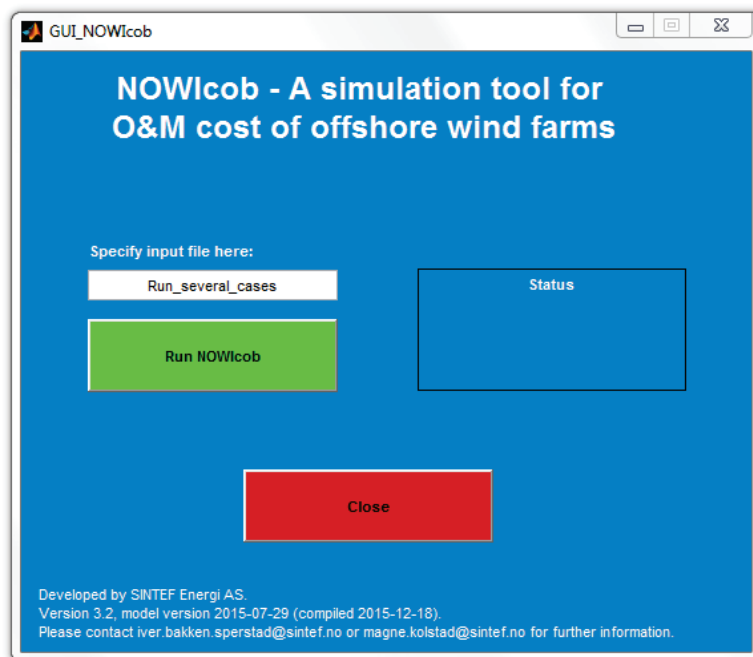 GUI_NOWIcob
NOWIcob - A simulation tool for
O&M cost of offshore wind farms
Specify input file here:
Run_several_cases
Status
Run NOWIcob
Close
Developed by SINTEF Energi AS.
Version 3.2, model version 2015-07-29 (compiled 2015-12-18).
Please contact iver.bakken.sperstad@sintef.no or magne.kolstad@sintef.no for further information.